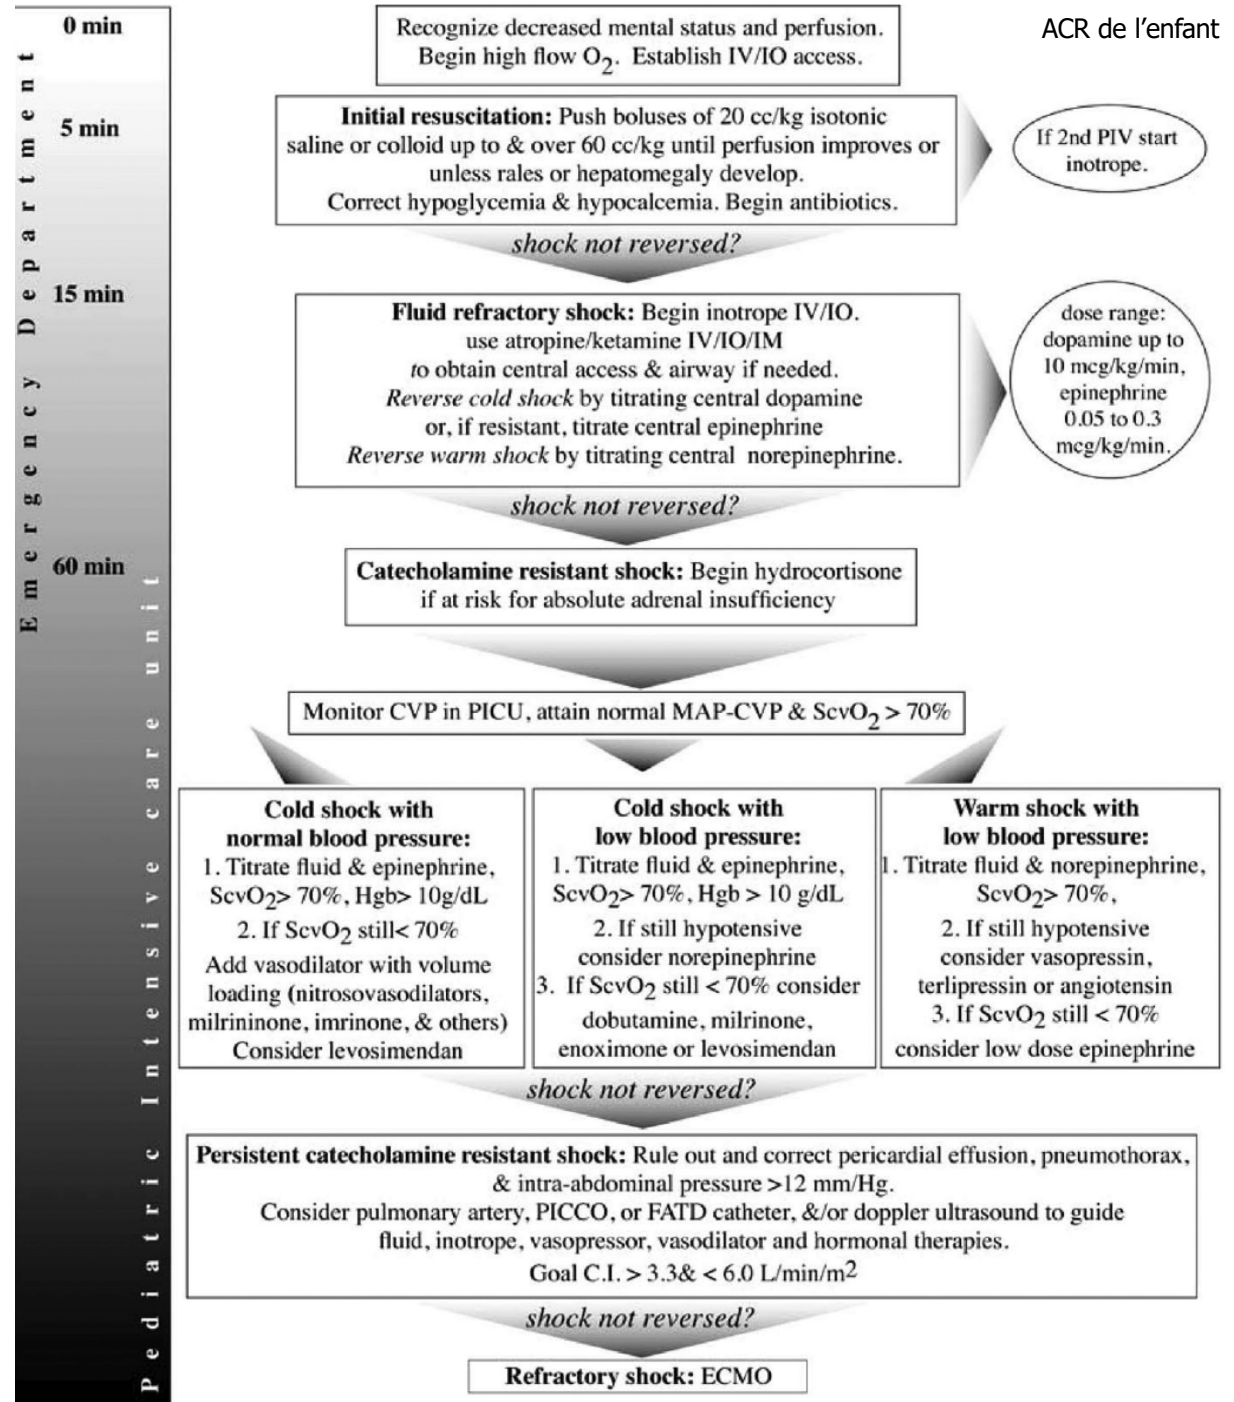 ACR de l'enfant
0 min
5 min
15 min
60 min
Emergency Department
Pediatric Intensive care unit
Recognize decreased mental status and perfusion.
Begin high flow O2. Establish IV/IO access.
Initial resuscitation: Push boluses of 20 cc/kg isotonic
saline or colloid up to & over 60 cc/kg until perfusion improves or
unless rales or hepatomegaly develop.
Correct hypoglycemia & hypocalcemia. Begin antibiotics.
If 2nd PIV start
inotrope.
shock not reversed?
Fluid refractory shock: Begin inotrope IV/IO.
use atropine/ketamine IV/IO/IM
to obtain central access & airway if needed.
Reverse cold shock by titrating central dopamine
or, if resistant, titrate central epinephrine
Reverse warm shock by titrating central norepinephrine.
dose range:
dopamine up to
10 mcg/kg/min,
epinephrine
0.05 to 0.3
mcg/kg/min.
shock not reversed?
Catecholamine resistant shock: Begin hydrocortisone
if at risk for absolute adrenal insufficiency
Monitor CVP in PICU, attain normal MAP-CVP & ScvO2 > 70%
Cold shock with
normal blood pressure:
1. Titrate fluid & epinephrine,
ScvO2> 70%, Hgb> 10g/dL
2. If ScvO2 still< 70%
Add vasodilator with volume
loading (nitrosovasodilators,
milrininone, imrinone, & others)
Consider levosimendan
Cold shock with
low blood pressure:
1. Titrate fluid & epinephrine,
ScvO2> 70%, Hgb > 10 g/dL
2. If still hypotensive
consider norepinephrine
3. If ScvO2 still < 70% consider
dobutamine, milrinone,
enoximone or levosimendan
Warm shock with
low blood pressure:
1. Titrate fluid & norepinephrine,
ScvO2> 70%,
2. If still hypotensive
consider vasopressin,
terlipressin or angiotensin
3. If ScvO2 still < 70%
consider low dose epinephrine
shock not reversed?
Persistent catecholamine resistant shock: Rule out and correct pericardial effusion, pneumothorax,
& intra-abdominal pressure >12 mm/Hg.
Consider pulmonary artery, PICCO, or FATD catheter, &/or doppler ultrasound to guide
fluid, inotrope, vasopressor, vasodilator and hormonal therapies.
Goal C.I. > 3.3& < 6.0 L/min/m2
shock not reversed?
Refractory shock: ECMO